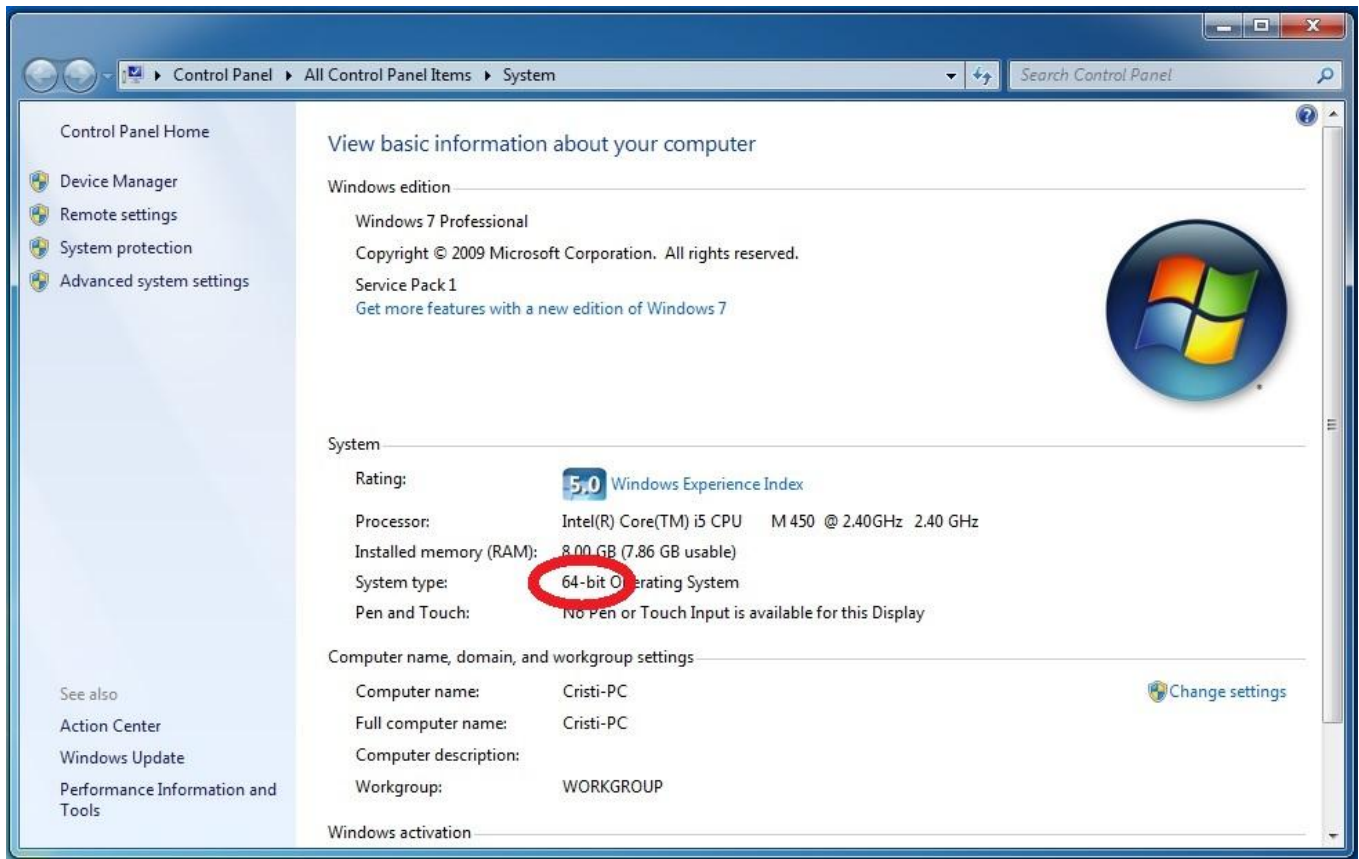 Control Panel ▸ All Control Panel Items ▸ System
Search Control Panel
Control Panel Home
Device Manager
Remote settings
System protection
Advanced system settings
See also
Action Center
Windows Update
Performance Information and
Tools
View basic information about your computer
Windows edition
Windows 7 Professional
Copyright © 2009 Microsoft Corporation. All rights reserved.
Service Pack 1
Get more features with a new edition of Windows 7
System
Rating: 5,0 Windows Experience Index
Processor: Intel(R) Core(TM) i5 CPU M 450 @ 2.40GHz 2.40 GHz
Installed memory (RAM): 8.00 GB (7.86 GB usable)
System type: 64-bit Operating System
Pen and Touch: No Pen or Touch Input is available for this Display
Computer name, domain, and workgroup settings
Computer name: Cristi-PC Change settings
Full computer name: Cristi-PC
Computer description:
Workgroup: WORKGROUP
Windows activation